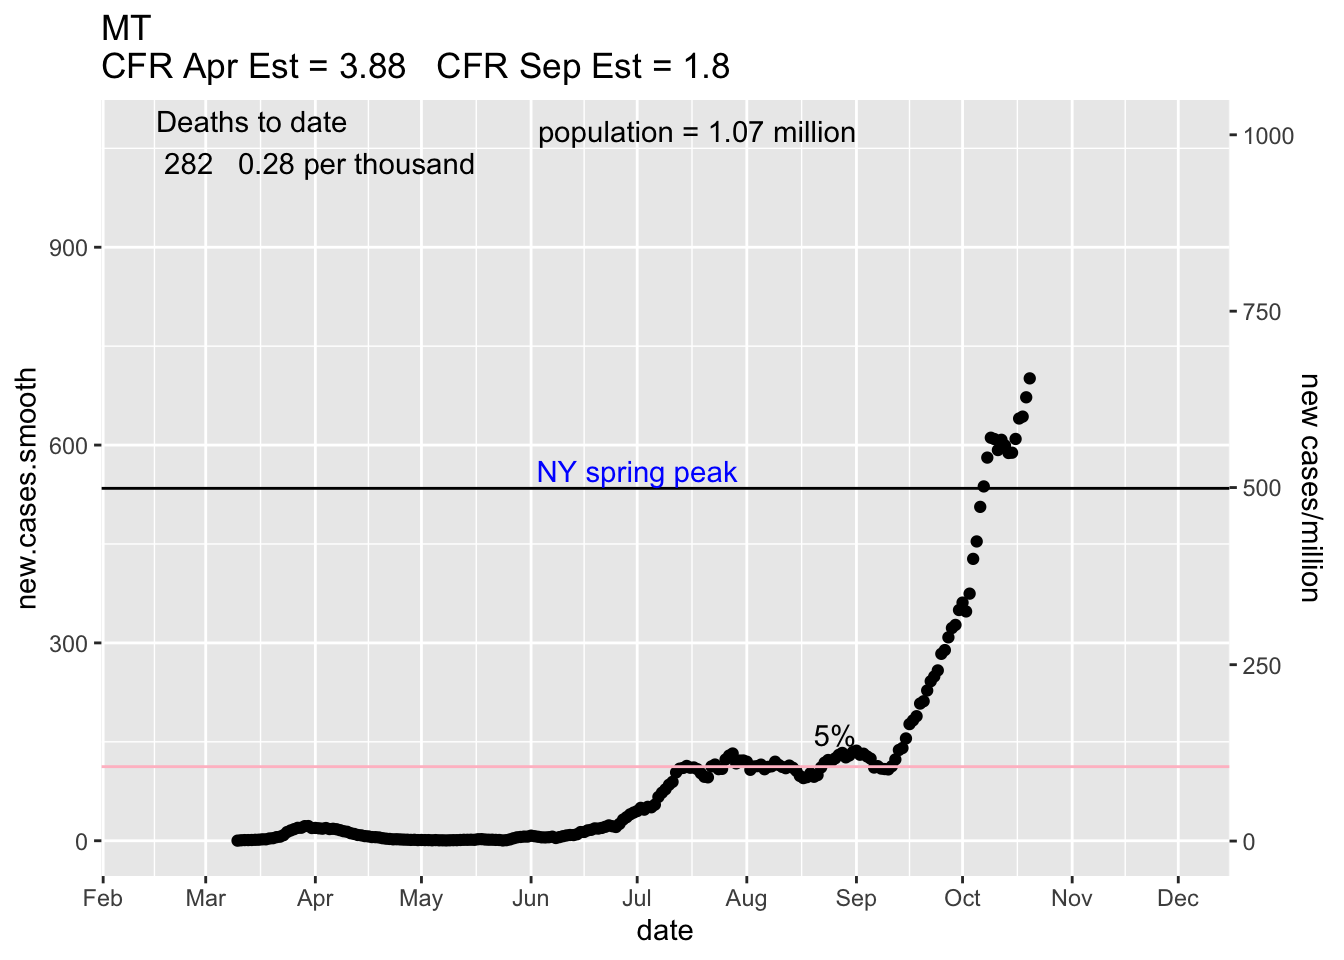 MT
CFR Apr Est = 3.88   CFR Sep Est = 1.8
Deaths to date
282   0.28 per thousand
population = 1.07 million
1000
900
750
600
NY spring peak
500
300
250
5%
0
0
new.cases.smooth
new cases/million
Feb Mar Apr May Jun Jul Aug Sep Oct Nov Dec
date